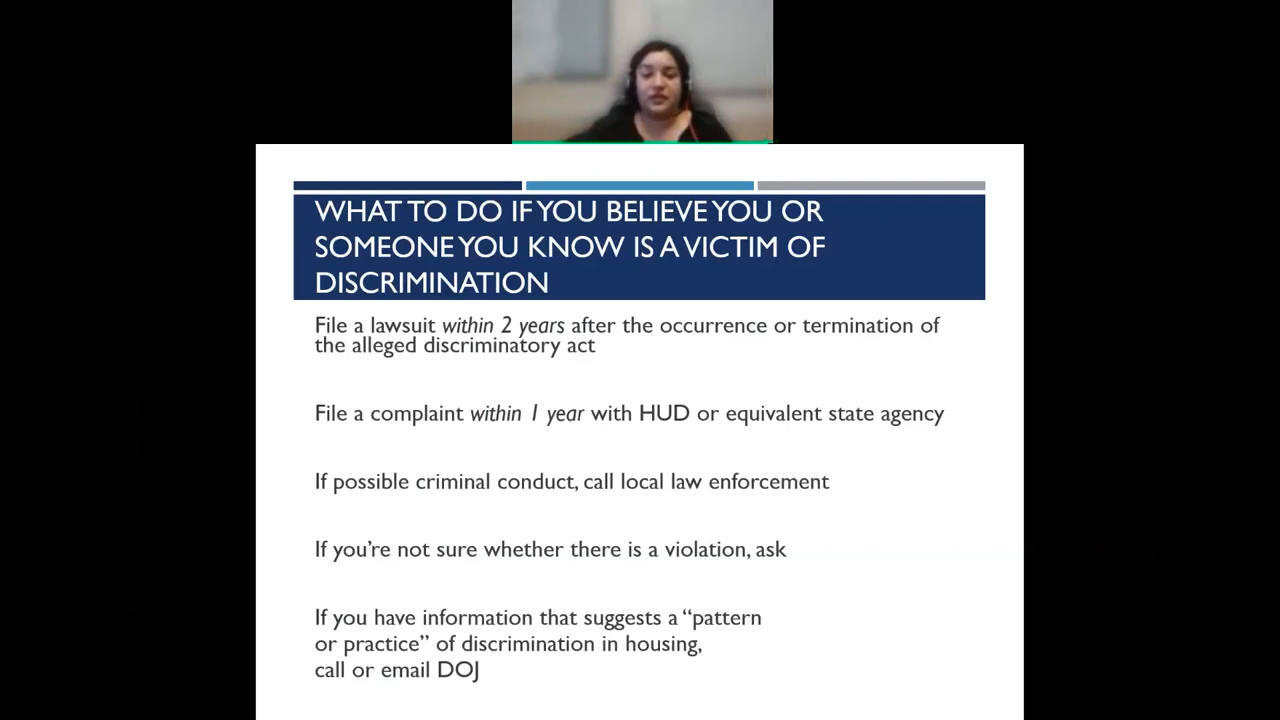 WHAT TO DO IF YOU BELIEVE YOU OR
SOMEONE YOU KNOW IS A VICTIM OF
DISCRIMINATION
File a lawsuit within 2 years after the occurrence or termination of
the alleged discriminatory act
File a complaint within 1 year with HUD or equivalent state agency
If possible criminal conduct, call local law enforcement
If you’re not sure whether there is a violation, ask
If you have information that suggests a “pattern
or practice” of discrimination in housing,
call or email DOJ